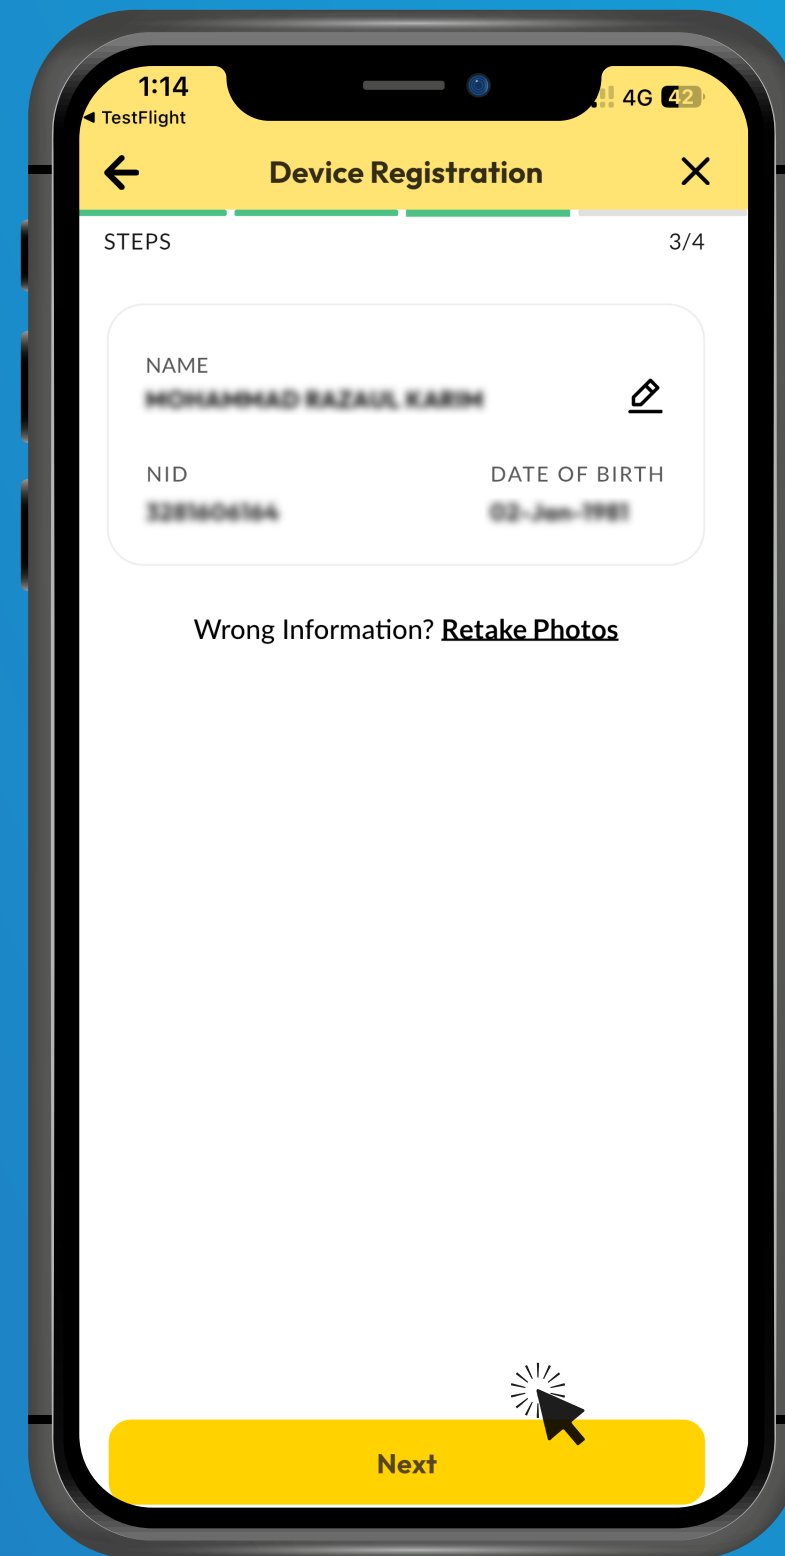 1:14
4G 42
TestFlight
Device Registration
STEPS 3/4
NAME
NID DATE OF BIRTH
Wrong Information? Retake Photos
Next